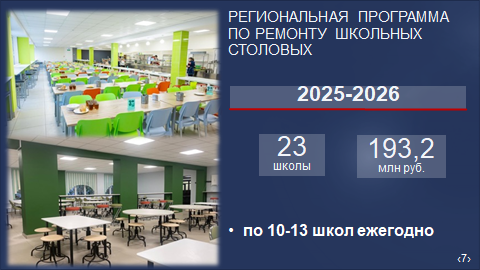 РЕГИОНАЛЬНАЯ ПРОГРАММА
ПО РЕМОНТУ ШКОЛЬНЫХ
СТОЛОВЫХ
2025-2026
23
школы
193,2
млн руб.
• по 10-13 школ ежегодно
‹7›